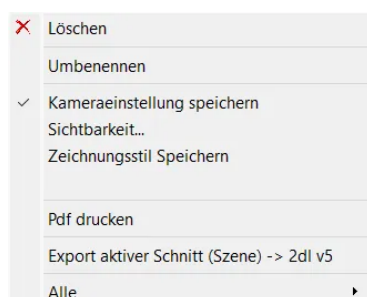 Löschen
Umbenennen
Kameraeinstellung speichern
Sichtbarkeit...
Zeichnungsstil Speichern
Pdf drucken
Export aktiver Schnitt (Szene) -> 2dl v5
Alle